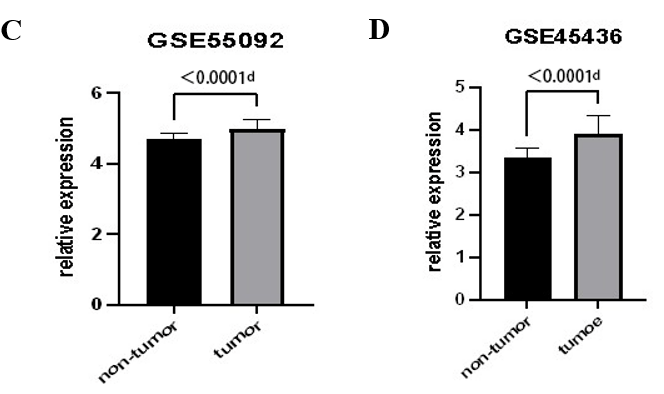 C
GSE55092
<0.0001d
relative expression
6
4
2
0
non-tumor
tumor
D
GSE45436
<0.0001d
relative expression
5
4
3
2
1
0
non-tumor
tumoe